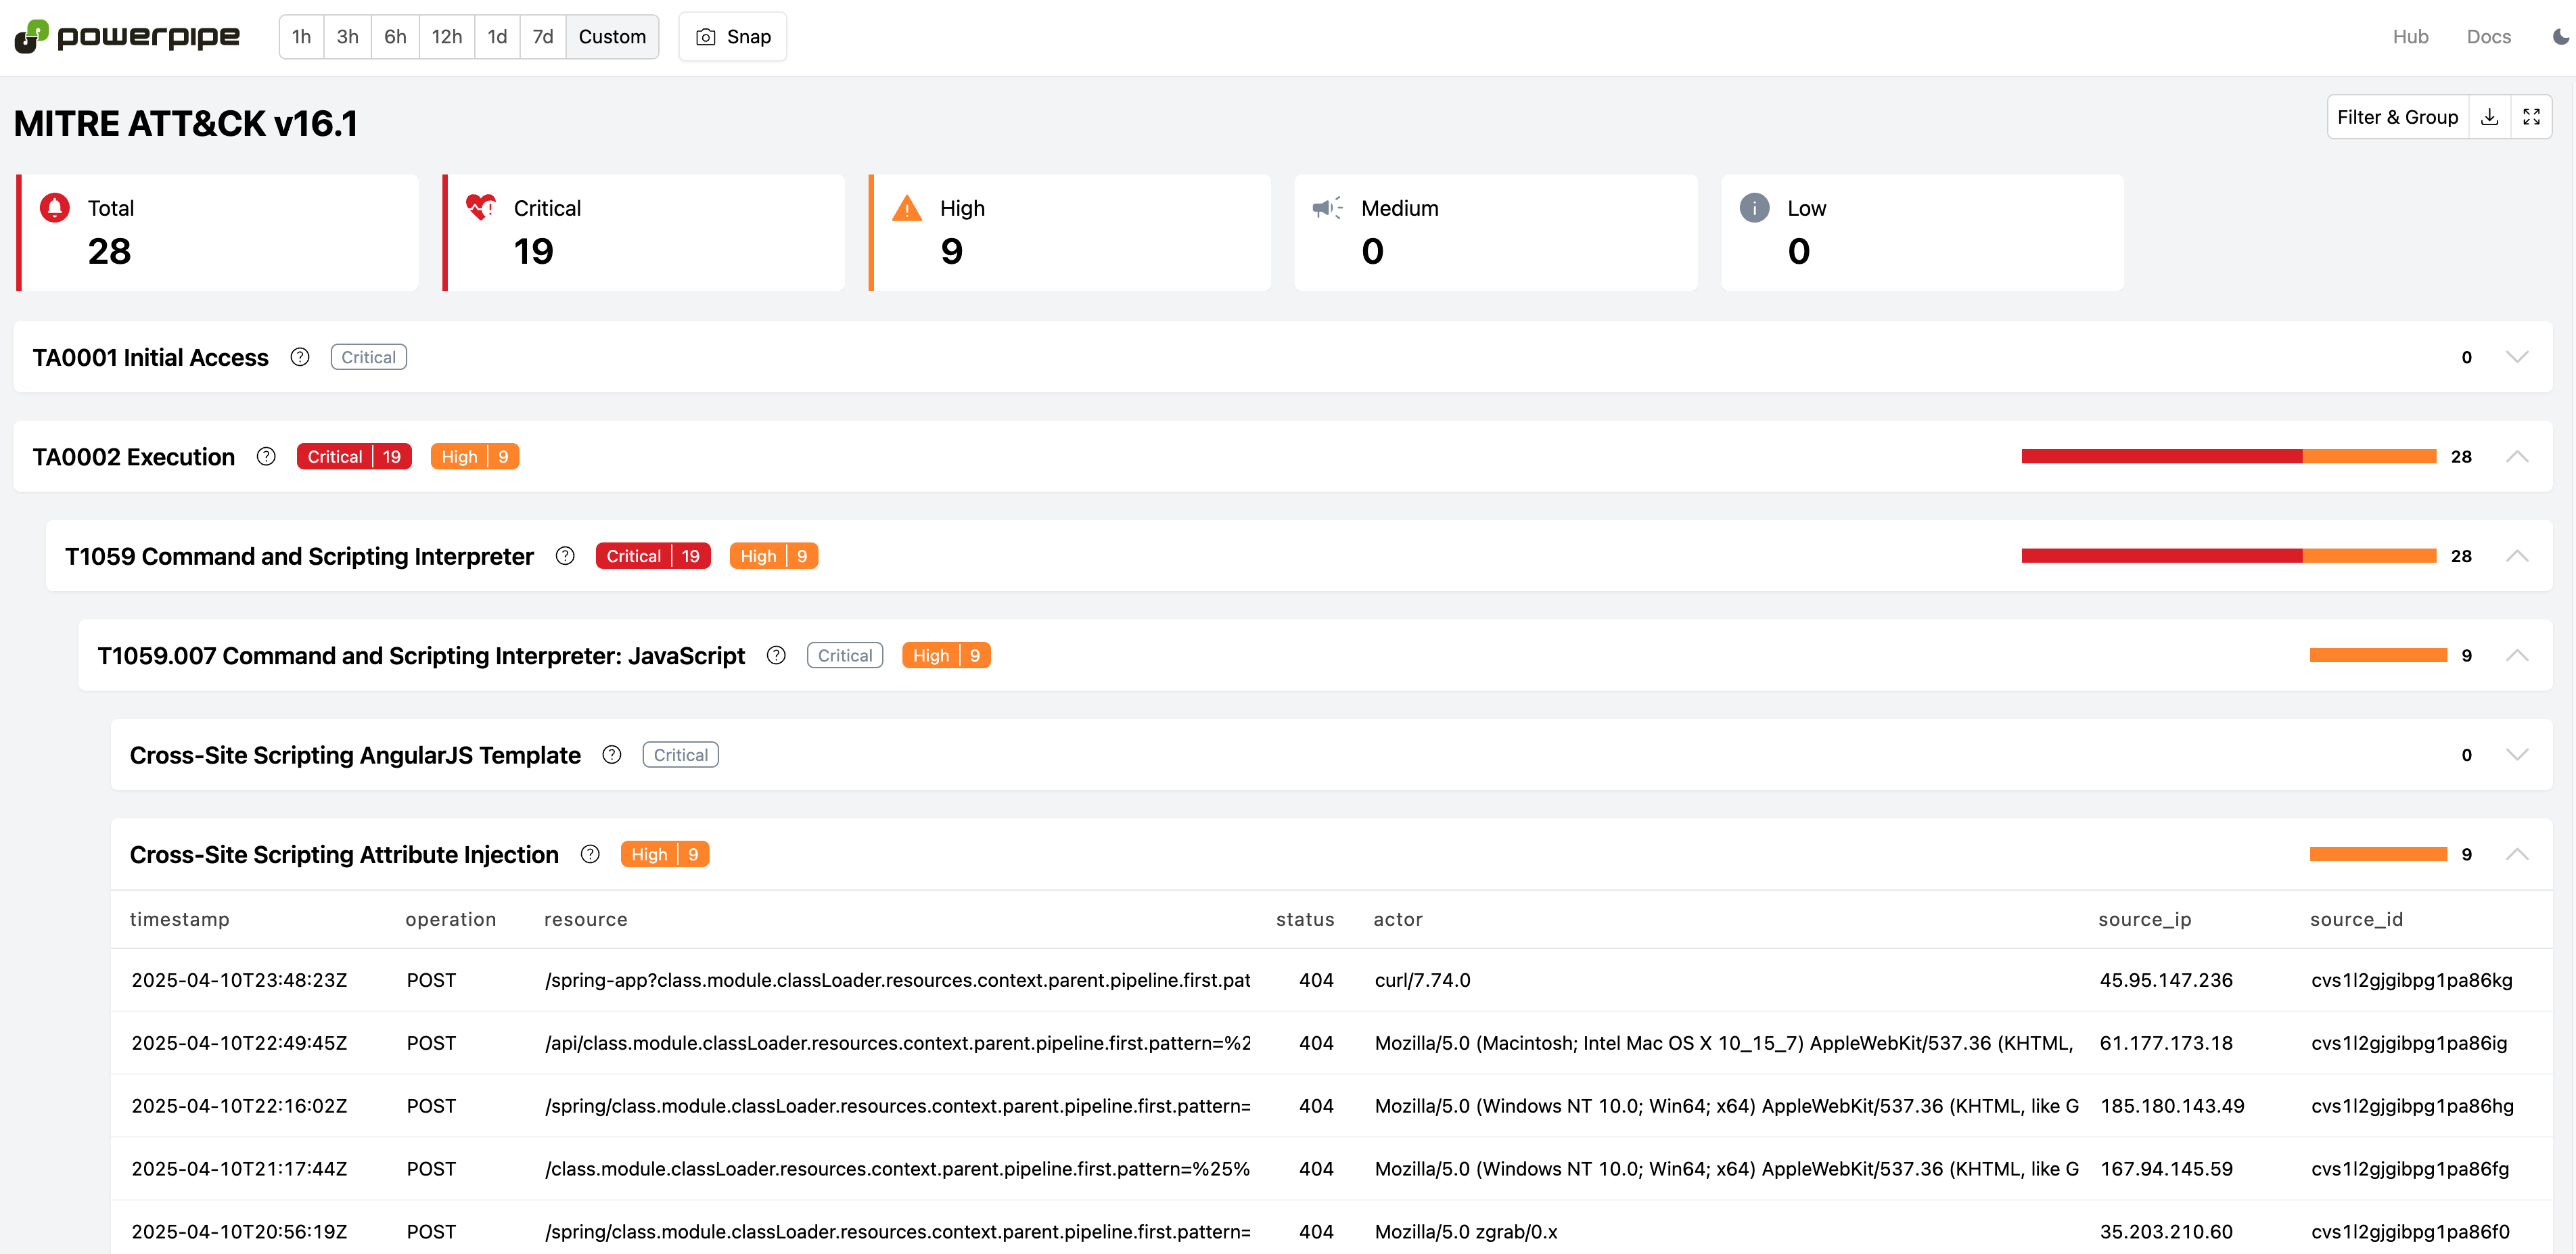 powerpipe 1h 3h 6h 12h 1d 7d Custom Snap Hub Docs
MITRE ATT&CK v16.1 Filter & Group
Total Critical High Medium Low
28 19 9 0 0
TA0001 Initial Access Critical 0
TA0002 Execution Critical 19 High 9 28
T1059 Command and Scripting Interpreter Critical 19 High 9 28
T1059.007 Command and Scripting Interpreter: JavaScript Critical High 9 9
Cross-Site Scripting AngularJS Template Critical 0
Cross-Site Scripting Attribute Injection High 9 9
timestamp operation resource status actor source_ip source_id
2025-04-10T23:48:23Z POST /spring-app?class.module.classLoader.resources.context.parent.pipeline.first.pat 404 curl/7.74.0 45.95.147.236 cvs1l2gjgibpg1pa86kg
2025-04-10T22:49:45Z POST /api/class.module.classLoader.resources.context.parent.pipeline.first.pattern=%2 404 Mozilla/5.0 (Macintosh; Intel Mac OS X 10_15_7) AppleWebKit/537.36 (KHTML, 61.177.173.18 cvs1l2gjgibpg1pa86ig
2025-04-10T22:16:02Z POST /spring/class.module.classLoader.resources.context.parent.pipeline.first.pattern= 404 Mozilla/5.0 (Windows NT 10.0; Win64; x64) AppleWebKit/537.36 (KHTML, like G 185.180.143.49 cvs1l2gjgibpg1pa86hg
2025-04-10T21:17:44Z POST /class.module.classLoader.resources.context.parent.pipeline.first.pattern=%25% 404 Mozilla/5.0 (Windows NT 10.0; Win64; x64) AppleWebKit/537.36 (KHTML, like G 167.94.145.59 cvs1l2gjgibpg1pa86fg
2025-04-10T20:56:19Z POST /spring/class.module.classLoader.resources.context.parent.pipeline.first.pattern= 404 Mozilla/5.0 zgrab/0.x 35.203.210.60 cvs1l2gjgibpg1pa86f0